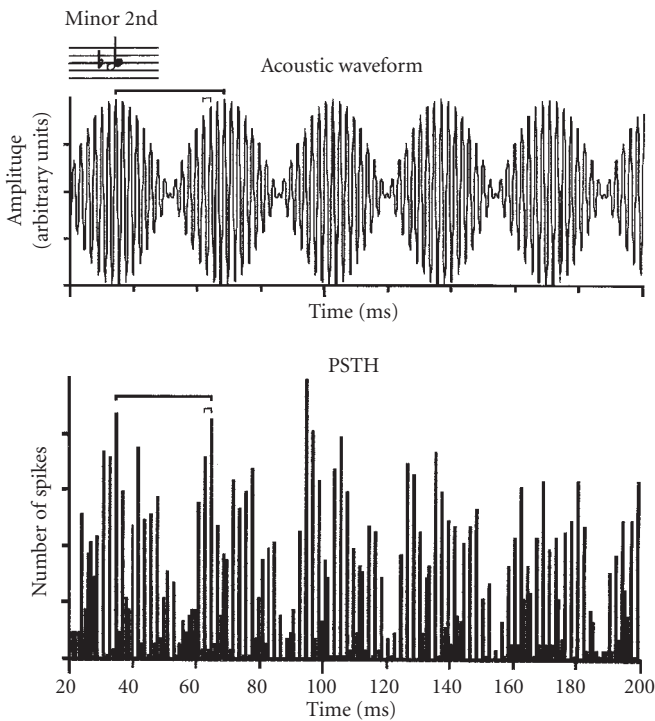 Minor 2nd
Acoustic waveform
Amplituqe
(arbitrary units)
Time (ms)
PSTH
Number of spikes
20 40 60 80 100 120 140 160 180 200
Time (ms)